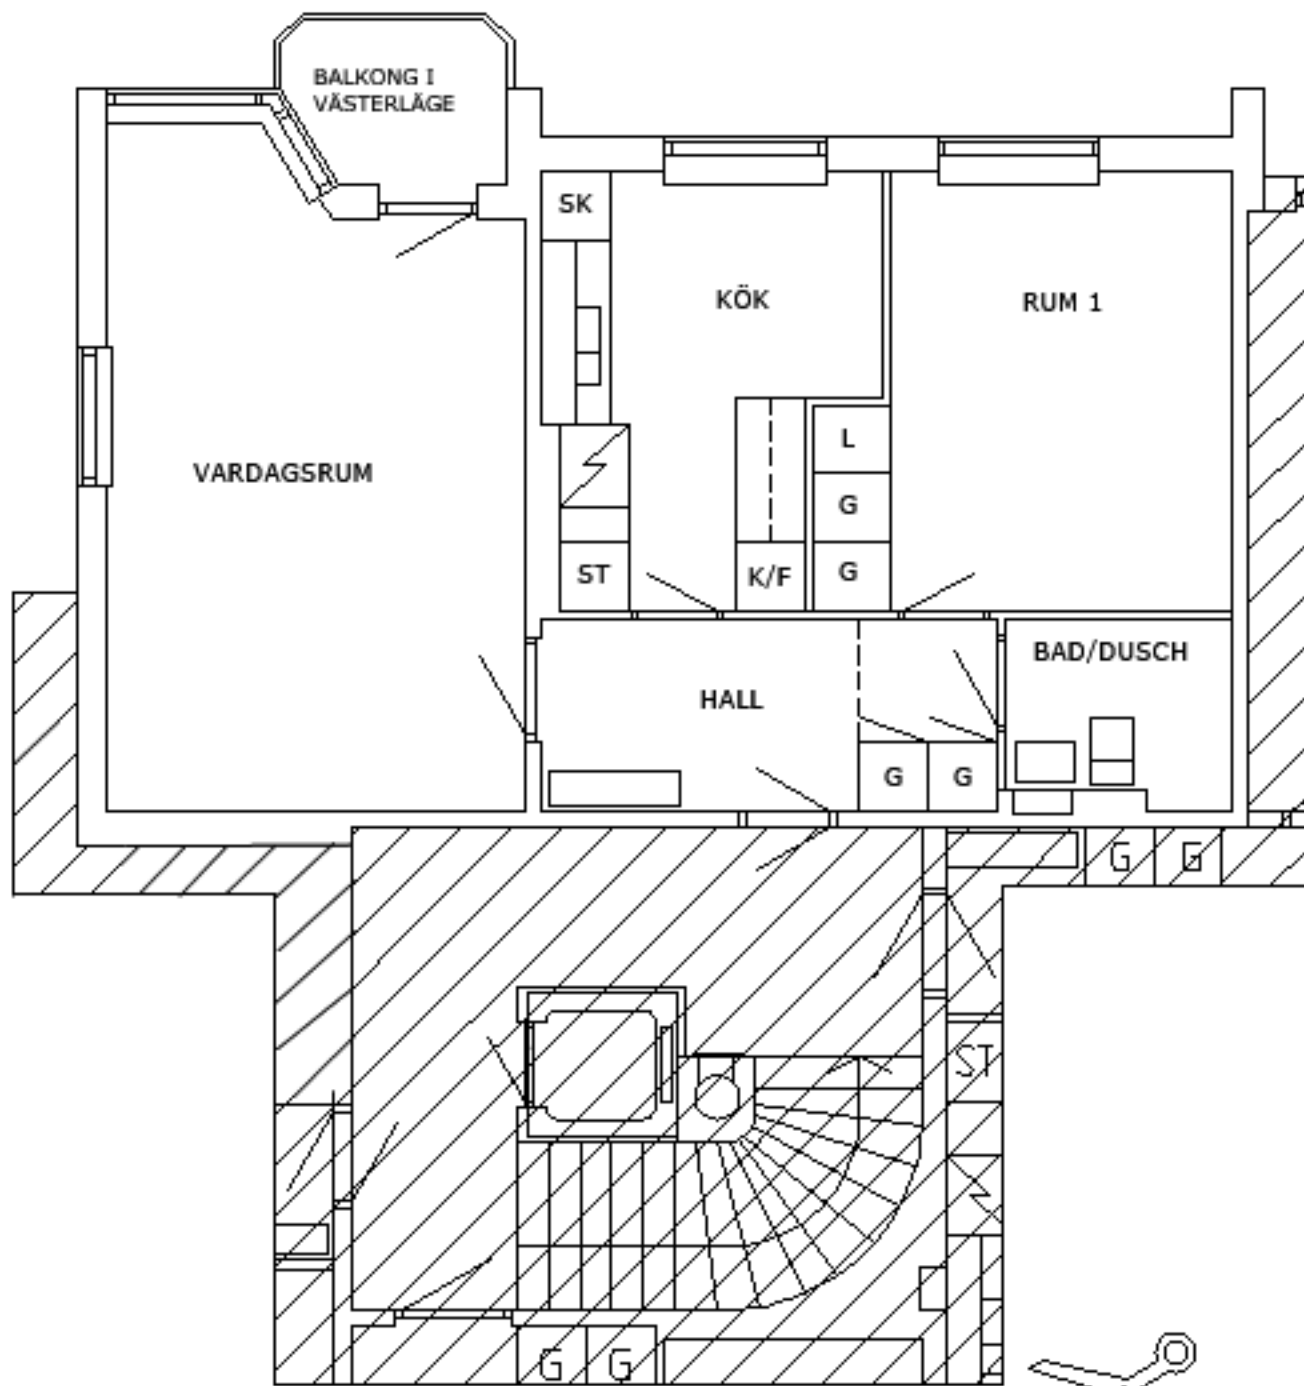 BALKONG I
VÄSTERLÄGE
SK
KÖK
RUM 1
L
VARDAGSRUM
G
ST
K/F
G
BAD/DUSCH
HALL
G
G
G
G
ST
G
G